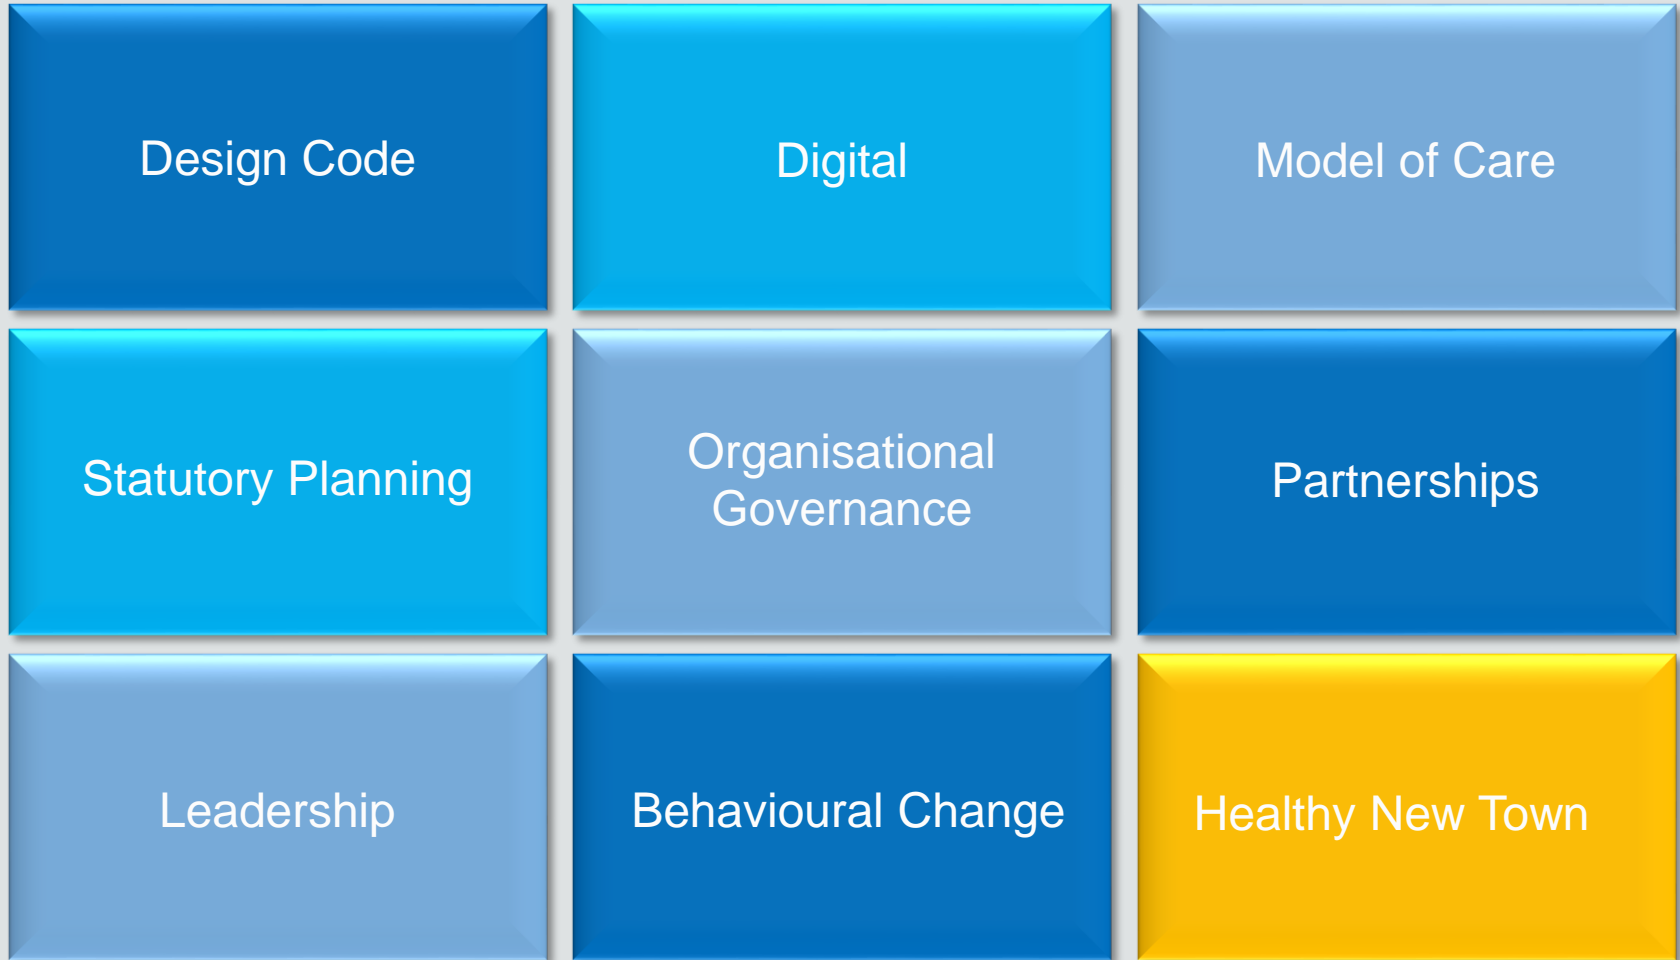 Design Code
Digital
Model of Care
Statutory Planning
Organisational
Governance
Partnerships
Leadership
Behavioural Change
Healthy New Town